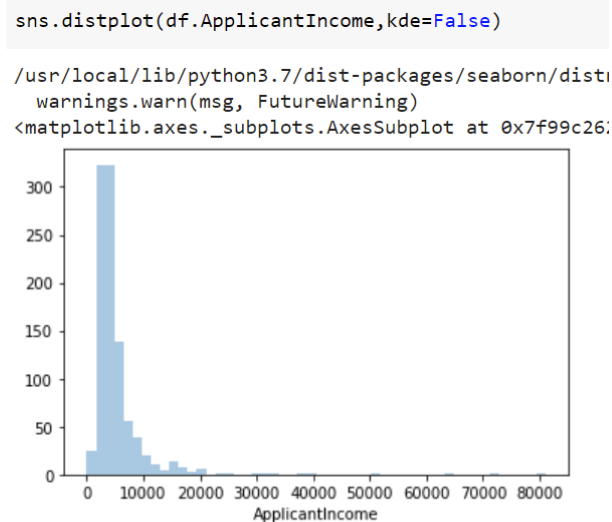 sns.distplot(df.ApplicantIncome,kde=False)
/usr/local/lib/python3.7/dist-packages/seaborn/dist
warnings.warn(msg, FutureWarning)
<matplotlib.axes._subplots.AxesSubplot at 0x7f99c262
300
250
200
150
100
50
0
0 10000 20000 30000 40000 50000 60000 70000 80000
ApplicantIncome